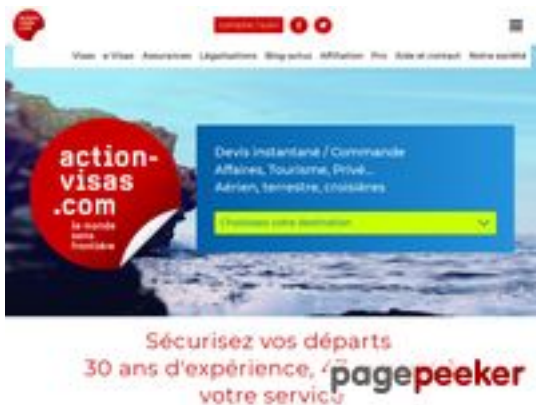 Visas e-Visas Assurances Légalisations Blog-actus Affiliation Pro Aide et contact Notre société
action-
visas
.com
le monde
sans
frontière
Devis instantané / Commande
Affaires, Tourisme, Privé...
Aérien, terrestre, croisières
Choisissez votre destination
Sécurisez vos départs
30 ans d'expérience,
votre service
pagepeeker